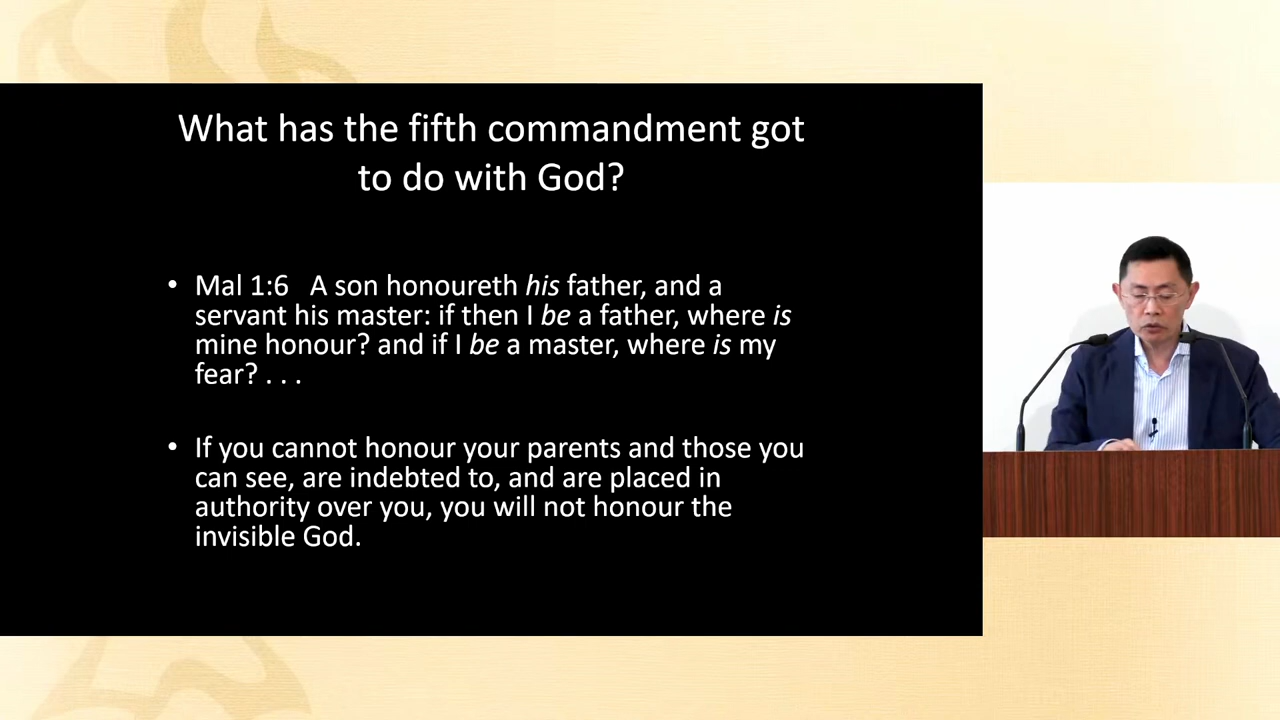 What has the fifth commandment got
to do with God?
• Mal 1:6 A son honoureth his father, and a
servant his master: if then I be a father, where is
mine honour? and if I be a master, where is my
fear? . . .
• If you cannot honour your parents and those you
can see, are indebted to, and are placed in
authority over you, you will not honour the
invisible God.